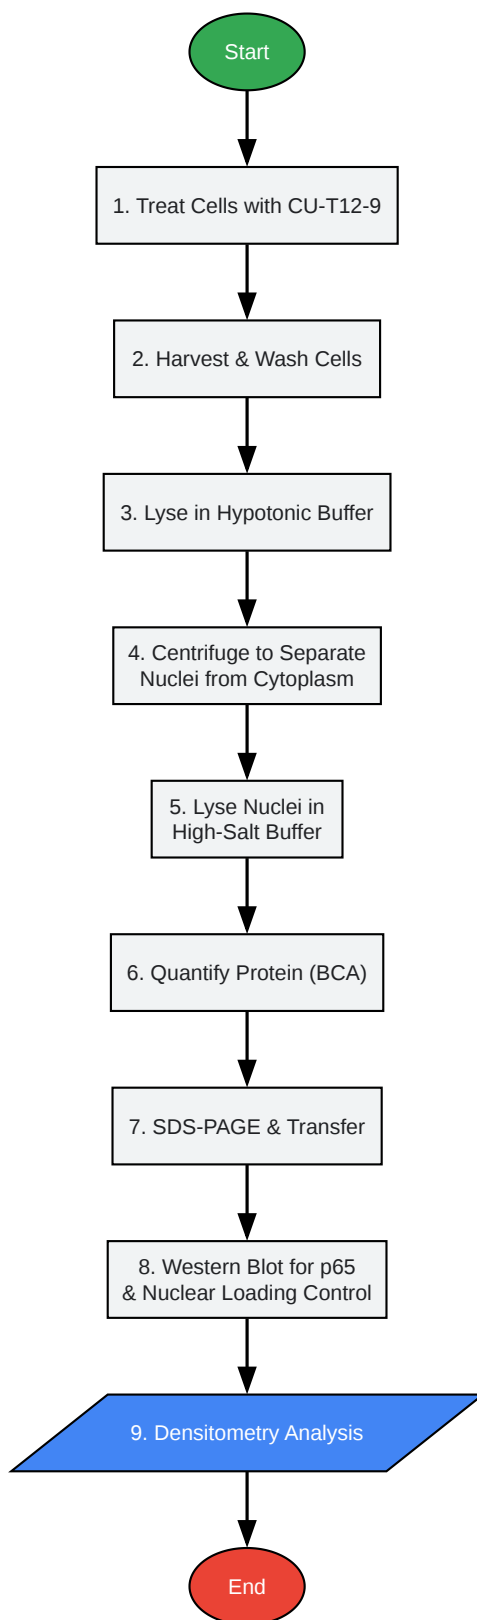 Start
1. Treat Cells with CU-T12-9
2. Harvest & Wash Cells
3. Lyse in Hypotonic Buffer
4. Centrifuge to Separate
Nuclei from Cytoplasm
5. Lyse Nuclei in
High-Salt Buffer
6. Quantify Protein (BCA)
7. SDS-PAGE & Transfer
8. Western Blot for p65
& Nuclear Loading Control
9. Densitometry Analysis
End